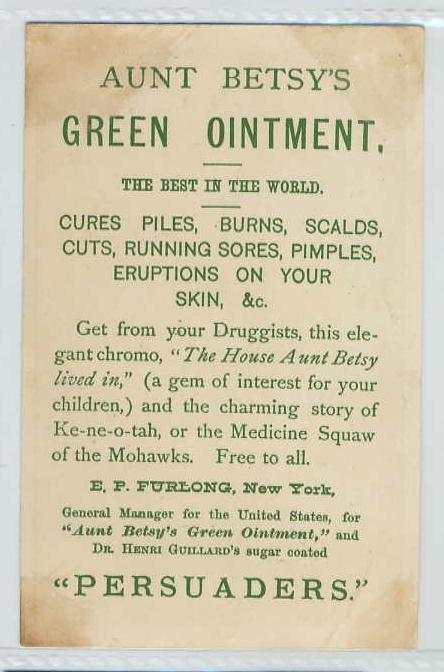 AUNT BETSY'S
GREEN OINTMENT.
THE BEST IN THE WORLD.
CURES PILES, BURNS, SCALDS,
CUTS, RUNNING SORES, PIMPLES,
ERUPTIONS ON YOUR
SKIN, &c.
Get from your Druggists, this ele-
gant chromo, "The House Aunt Betsy
lived in," (a gem of interest for your
children,) and the charming story of
Ke-ne-o-tah, or the Medicine Squaw
of the Mohawks. Free to all.
E. P. FURLONG, New York,
General Manager for the United States, for
"Aunt Betsy's Green Ointment," and
DR. HENRI GUILLARD'S sugar coated
"PERSUADERS."